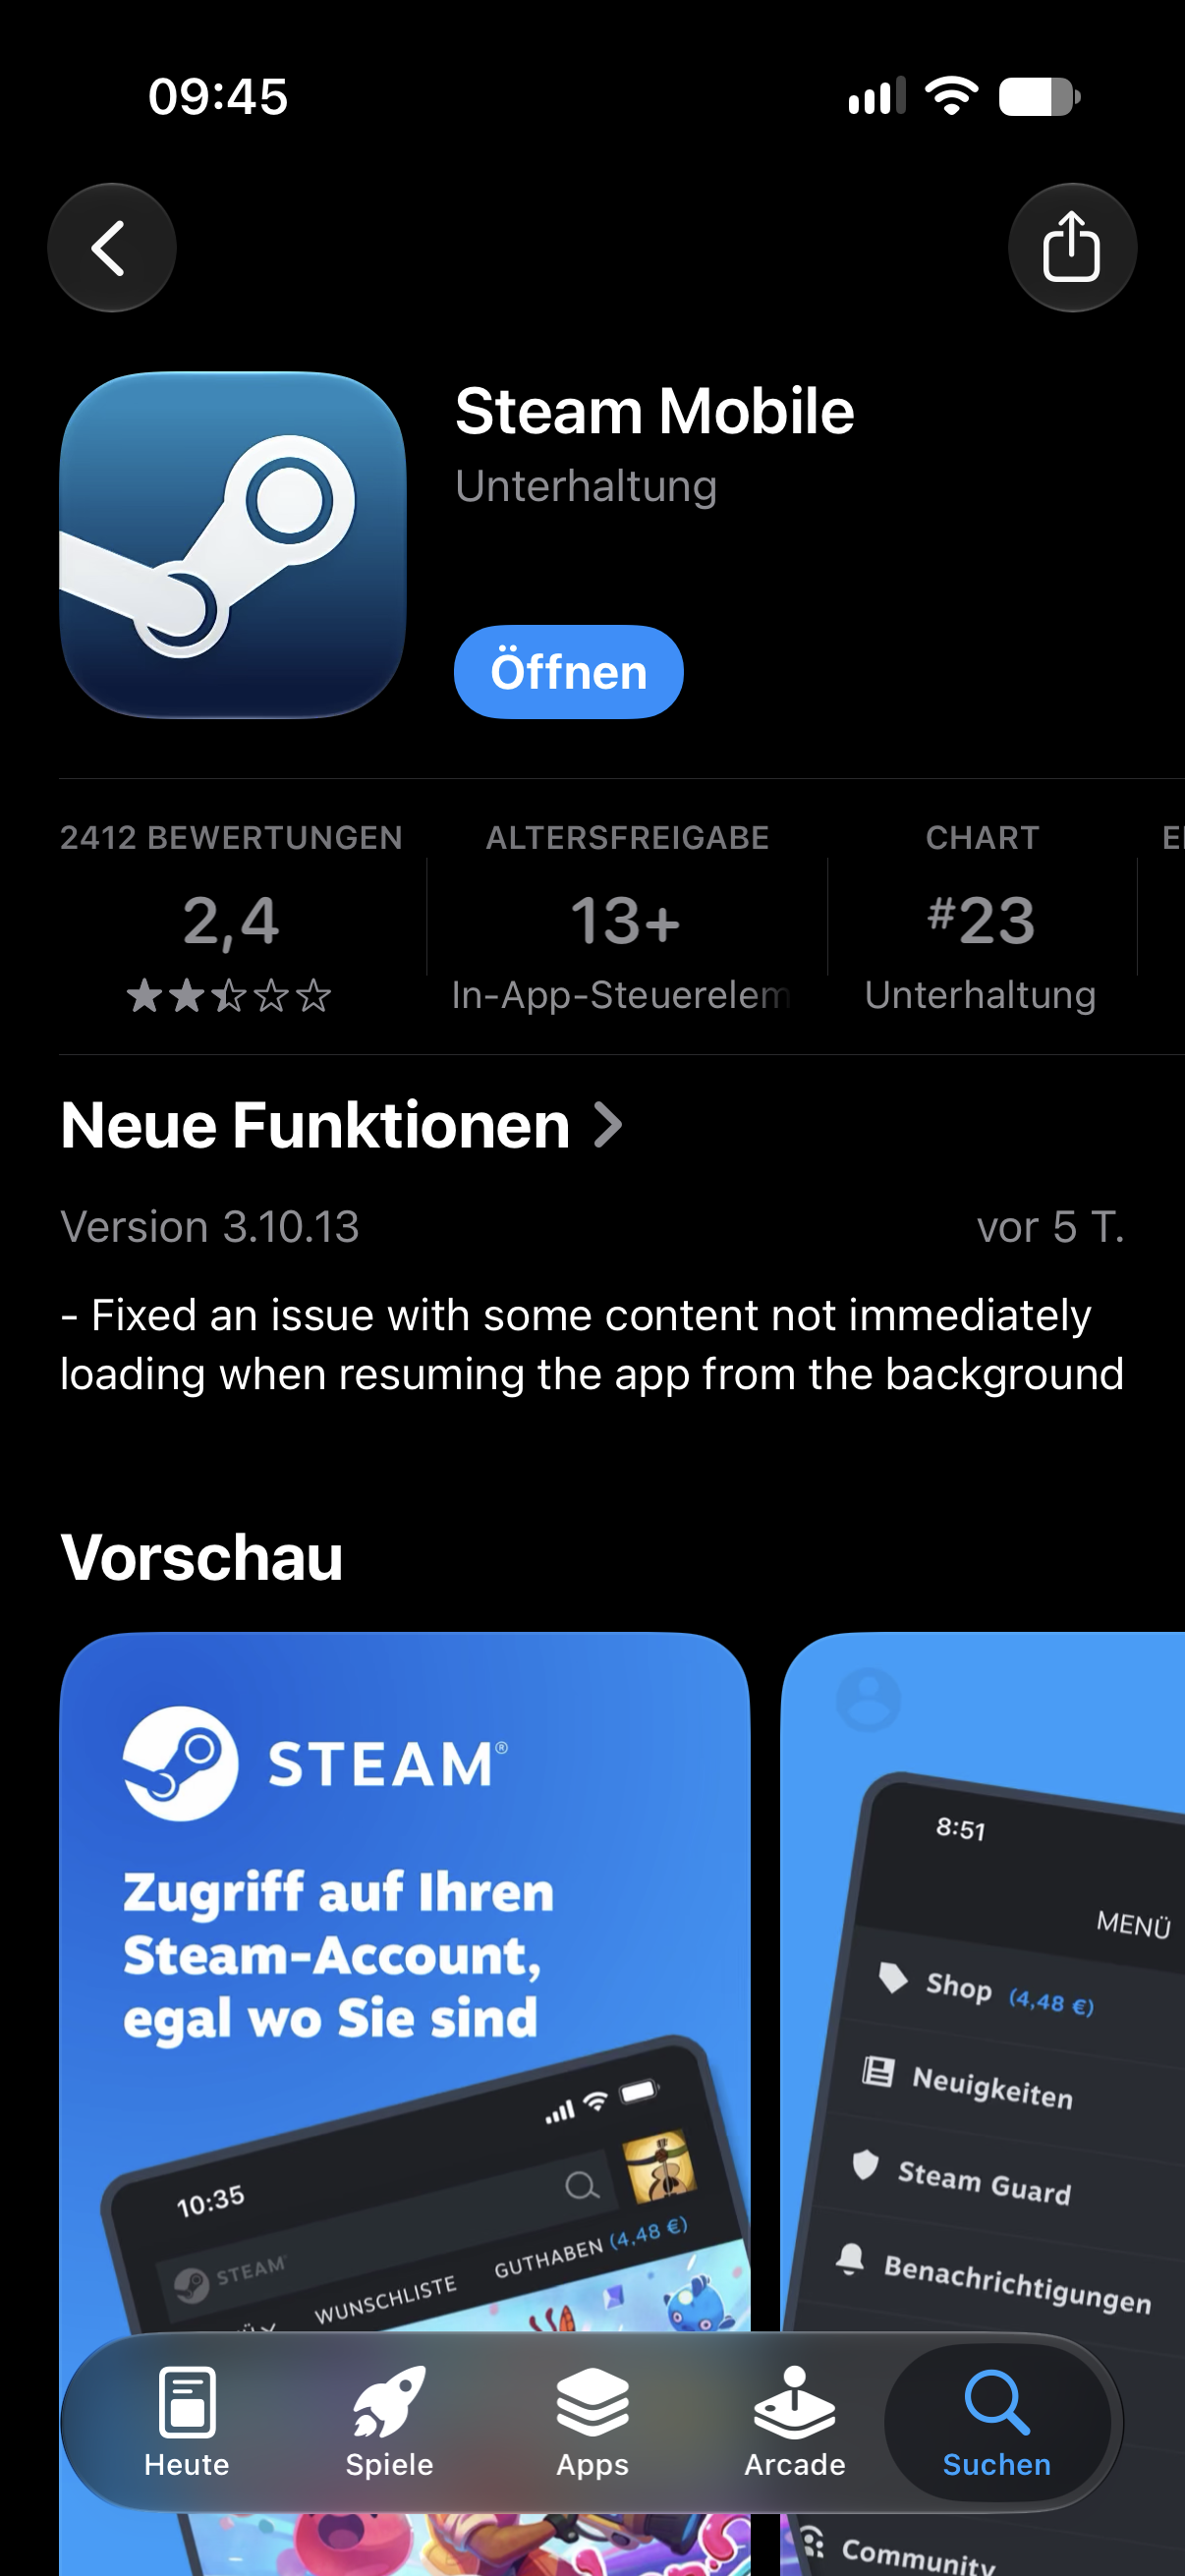 09:45
Steam Mobile
Unterhaltung
Öffnen
2412 BEWERTUNGEN
2,4
ALTERSFREIGABE
13+
In-App-Steuerelem
CHART
#23
Unterhaltung
Neue Funktionen
Version 3.10.13
vor 5 T.
- Fixed an issue with some content not immediately
loading when resuming the app from the background
Vorschau
STEAM®
Zugriff auf Ihren
Steam-Account,
egal wo Sie sind
10:35
STEAM
WUNSCHLISTE
GUTHABEN (4,48 €)
8:51
MENÜ
Shop (4,48 €)
Neuigkeiten
Steam Guard
Benachrichtigungen
Community
Heute
Spiele
Apps
Arcade
Suchen